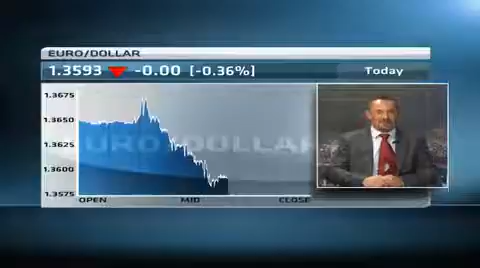 EURO/DOLLAR
1.3593 -0.00 [-0.36%] Today
1.3675
1.3650
1.3625
1.3600
1.3575
EURO/DOLLAR
OPEN MID CLOSE